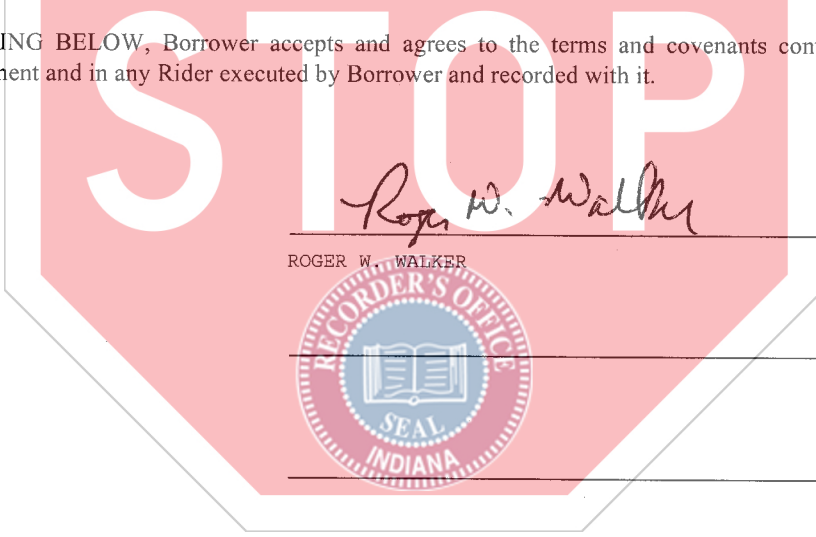 STOP
ING BELOW, Borrower accepts and agrees to the terms and covenants con
ent and in any Rider executed by Borrower and recorded with it.
Roger W. Walker
ROGER W. WALKER
RECORDER'S OFFICE
SEAL
INDIANA